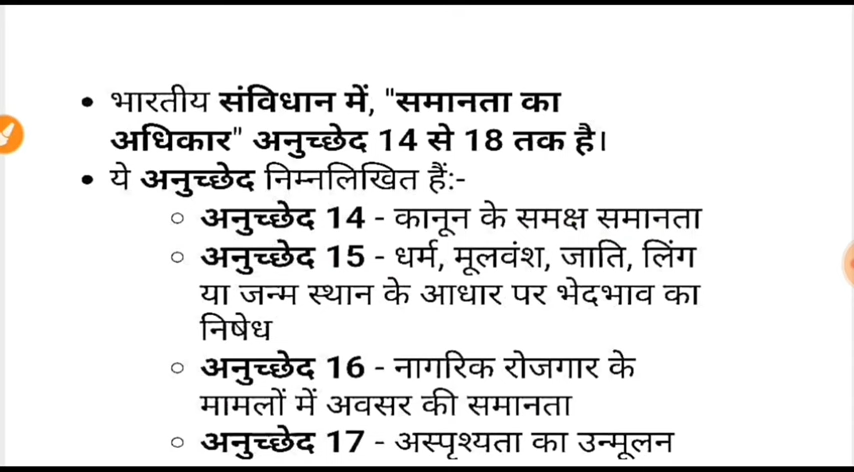 • भारतीय संविधान में, "समानता का
अधिकार" अनुच्छेद 14 से 18 तक है।
• ये अनुच्छेद निम्नलिखित हैं:-
○ अनुच्छेद 14 - कानून के समक्ष समानता
○ अनुच्छेद 15 - धर्म, मूलवंश, जाति, लिंग
या जन्म स्थान के आधार पर भेदभाव का
निषेध
○ अनुच्छेद 16 - नागरिक रोजगार के
मामलों में अवसर की समानता
○ अनुच्छेद 17 - अस्पृश्यता का उन्मूलन